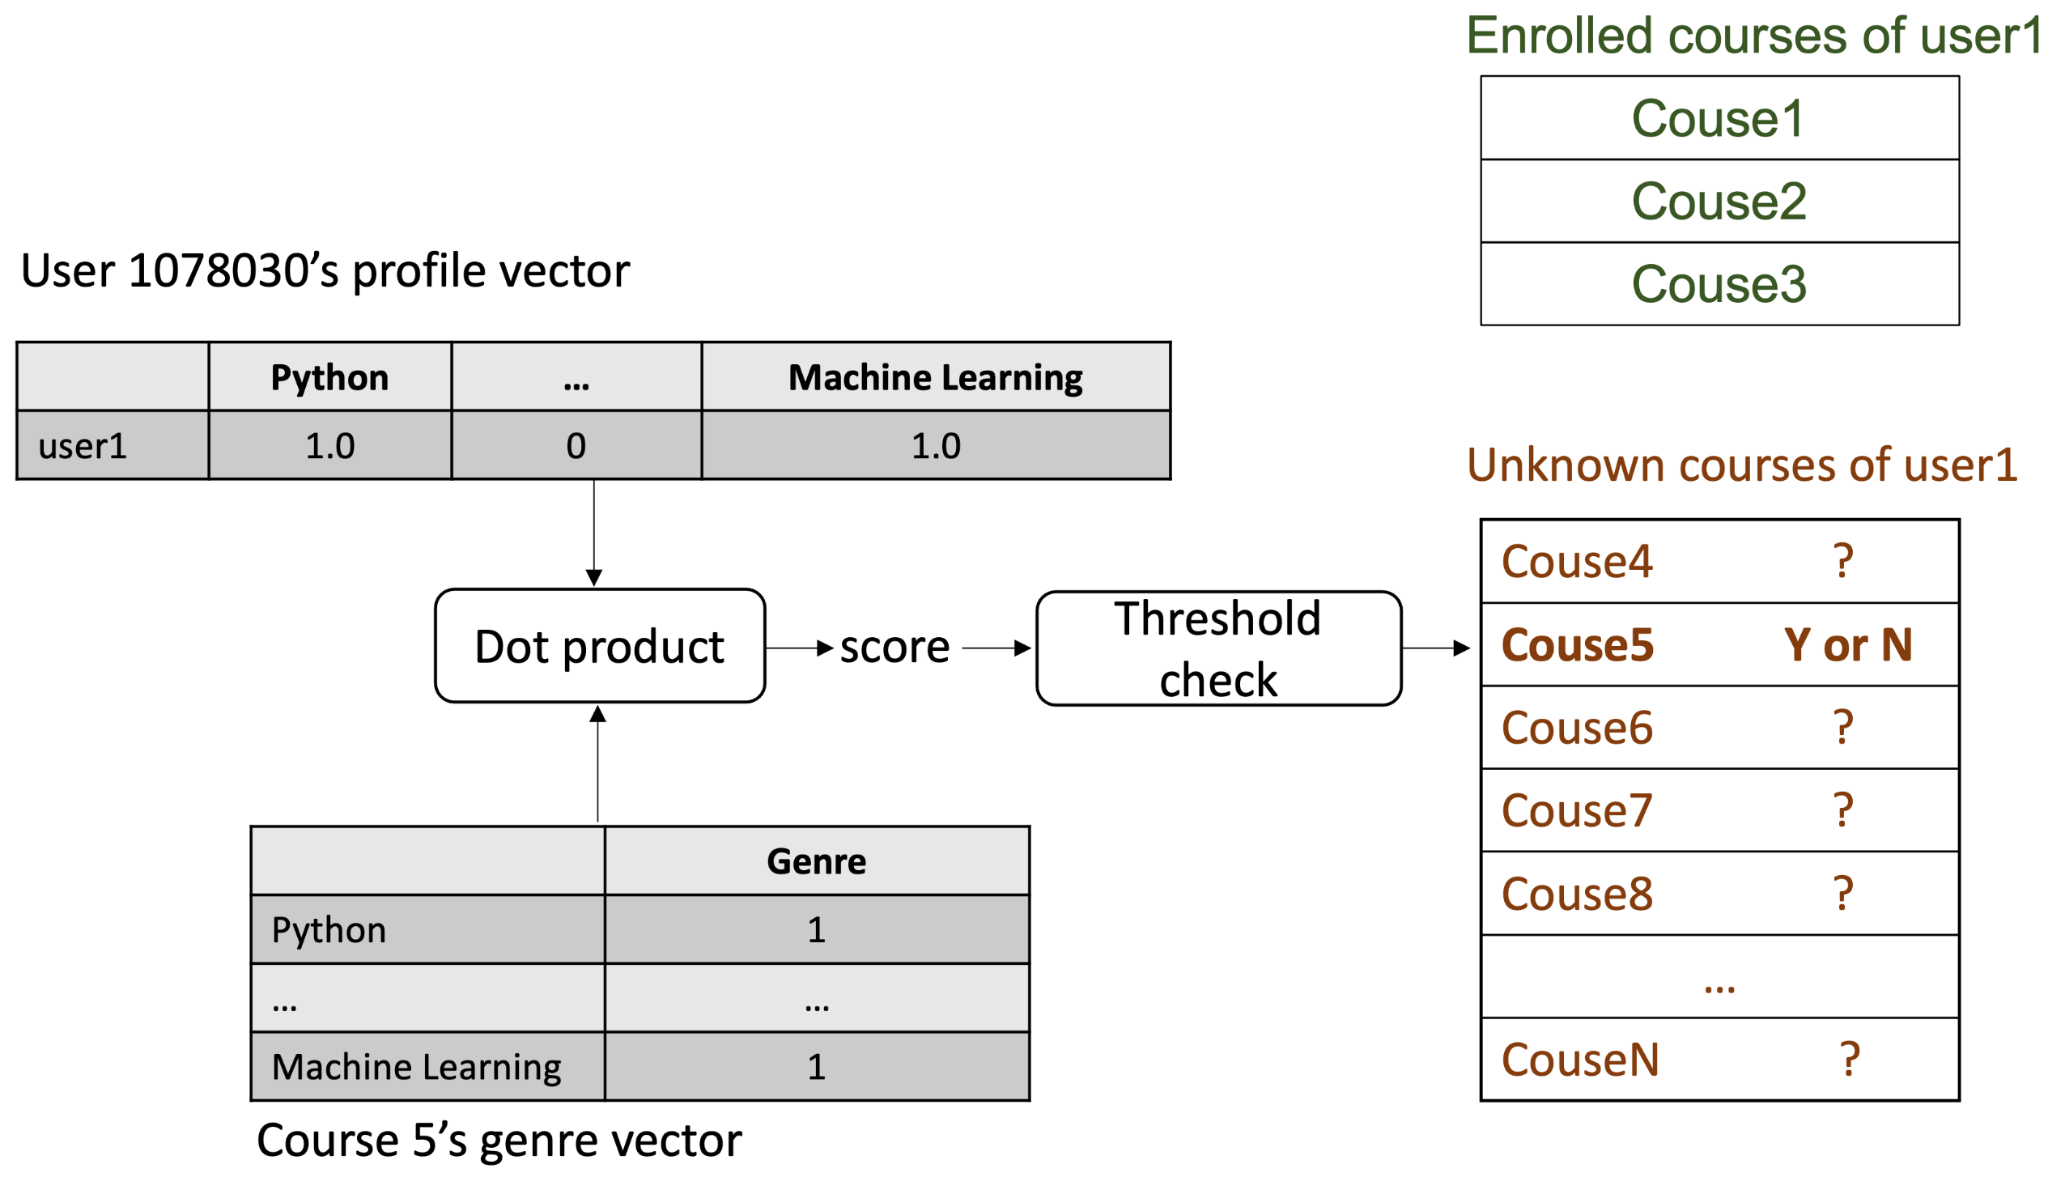 Enrolled courses of user1
Couse1
Couse2
Couse3
User 1078030’s profile vector
Python ... Machine Learning
user1 1.0 0 1.0
Dot product
score
Threshold
check
Unknown courses of user1
Couse4 ?
Couse5 Y or N
Couse6 ?
Couse7 ?
Couse8 ?
...
CouseN ?
Genre
Python 1
... ...
Machine Learning 1
Course 5’s genre vector